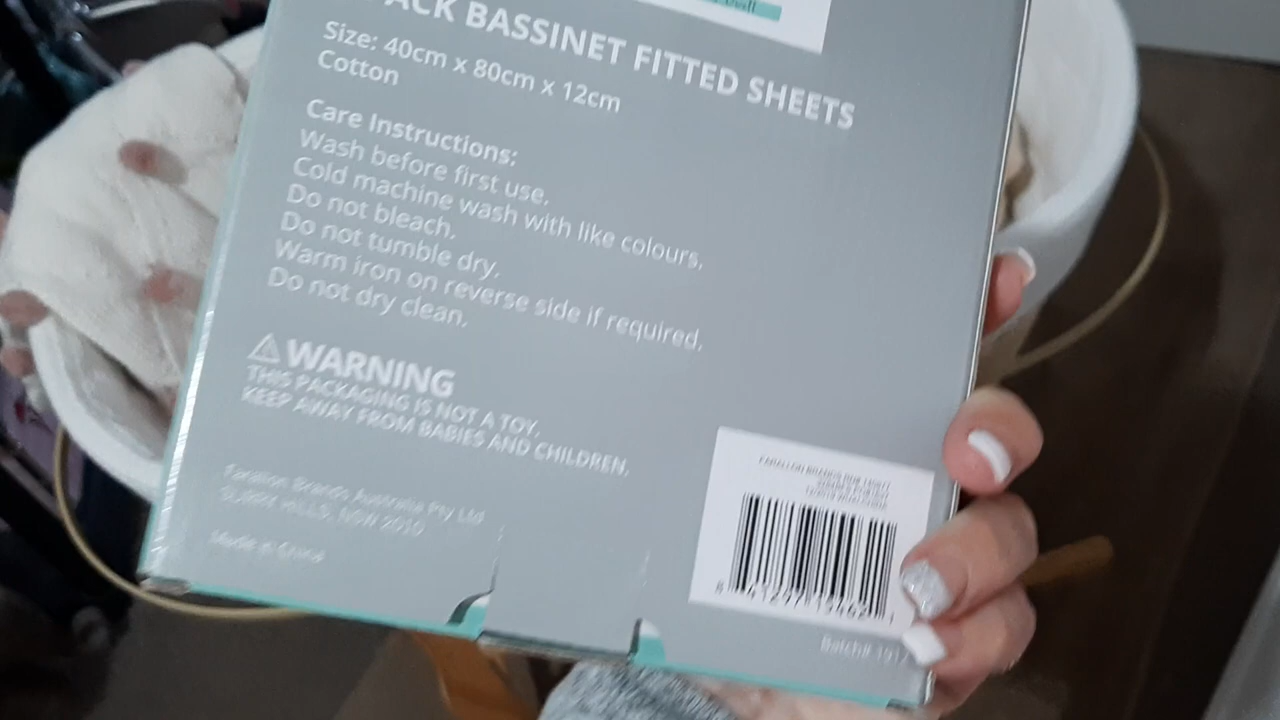 ACK BASSINET FITTED SHEETS
Size: 40cm x 80cm x 12cm
Cotton
Care Instructions:
Wash before first use,
Cold machine wash with like colours,
Do not bleach.
Do not tumble dry.
Warm iron on reverse side if required,
Do not dry clean.
WARNING
THIS PACKAGING IS NOT A TOY.
KEEP AWAY FROM BABIES AND CHILDREN,
Brands Australia Pty Ltd
HILLS, NSW 2010
Made in China
Batch#